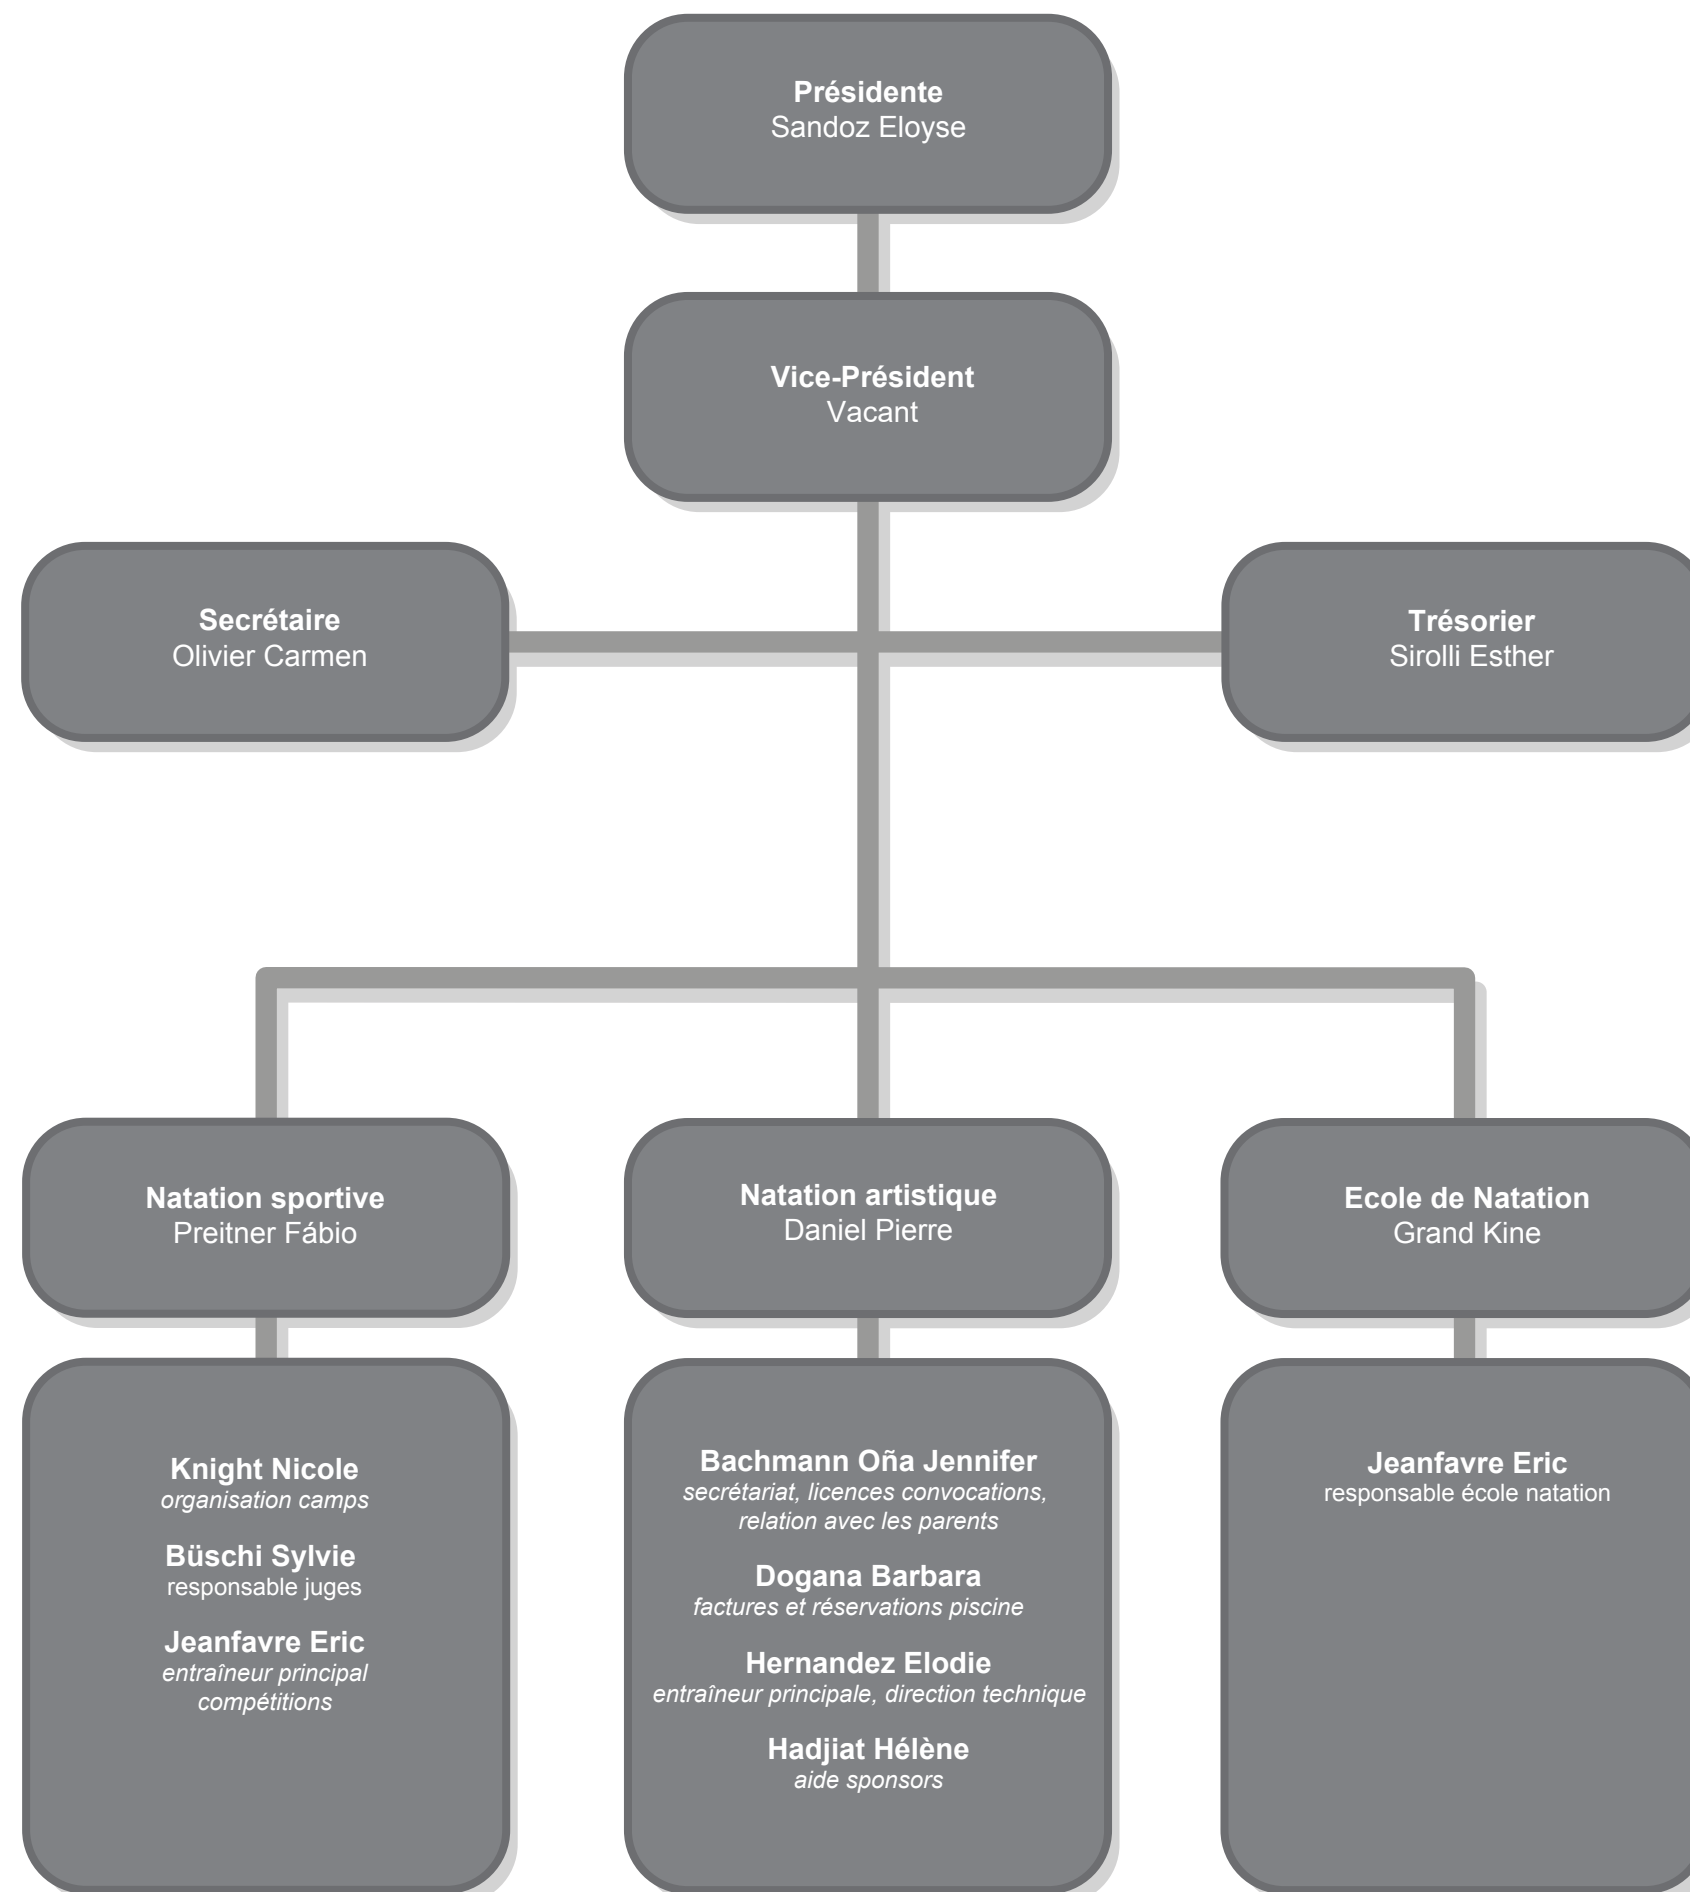 Présidente
Sandoz Eloyse
Vice-Président
Vacant
Secrétaire
Olivier Carmen
Trésorier
Sirolli Esther
Natation sportive
Preitner Fábio
Natation artistique
Daniel Pierre
Ecole de Natation
Grand Kine
Knight Nicole
organisation camps
Büschi Sylvie
responsable juges
Jeanfavre Eric
entraîneur principal
compétitions
Bachmann Oña Jennifer
secrétariat, licences convocations,
relation avec les parents
Dogana Barbara
factures et réservations piscine
Hernandez Elodie
entraîneur principale, direction technique
Hadjiat Hélène
aide sponsors
Jeanfavre Eric
responsable école natation